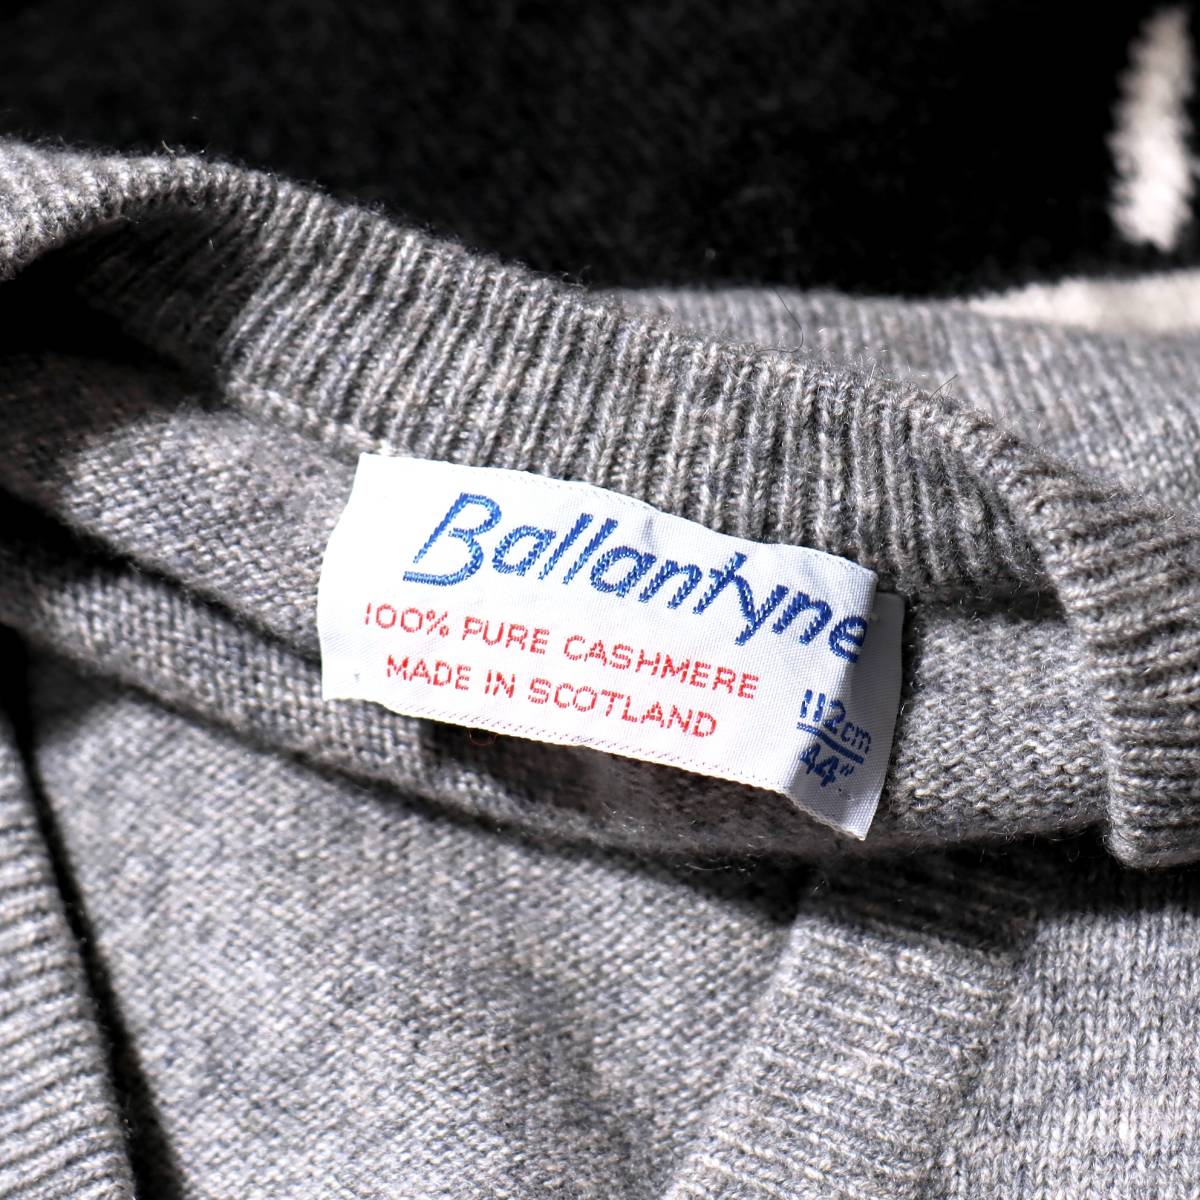 Ballantyne
100% PURE CASHMERE
MADE IN SCOTLAND
112cm
44"